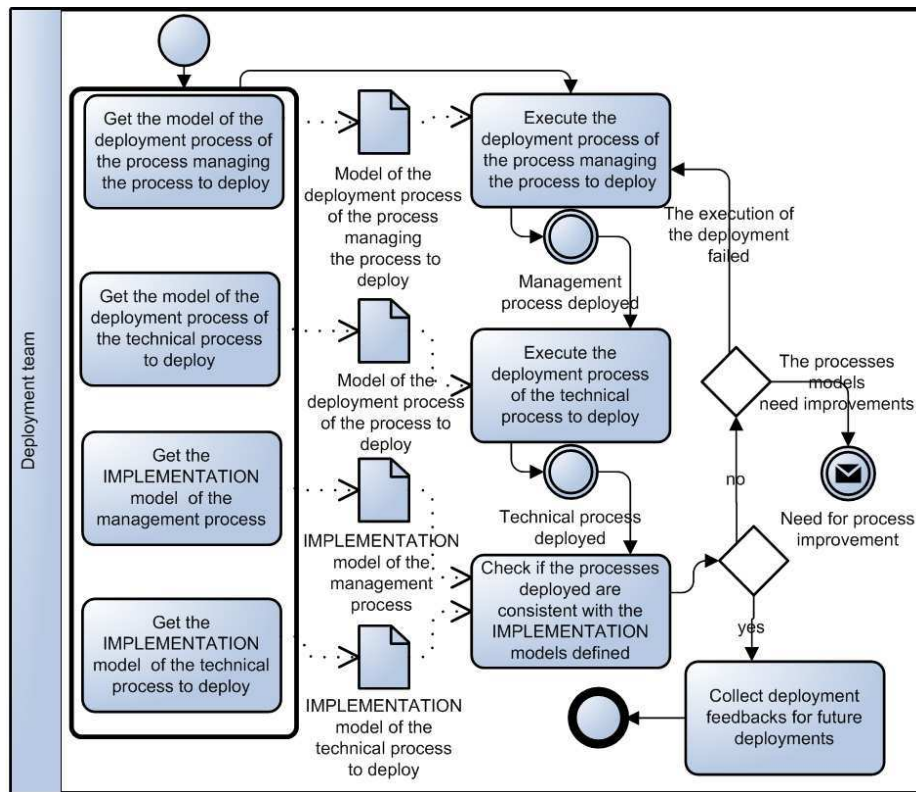 Deployment team
Get the model of the
deployment process of
the process managing
the process to deploy
Model of the
deployment process
of the process
managing
the process to
deploy
Execute the
deployment process of
the process managing
the process to deploy
The execution of
the deployment
failed
Management
process deployed
Get the model of the
deployment process of
the technical process
to deploy
Model of the
deployment process
of the process to
deploy
Execute the
deployment process
of the technical
process to deploy
The processes
models
need improvements
Need for process
improvement
no
Technical process
deployed
Get the
IMPLEMENTATION
model of the
management process
IMPLEMENTATION
model of the
management
process
Check if the processes
deployed are
consistent with the
IMPLEMENTATION
models defined
yes
Get the
IMPLEMENTATION
model of the technical
process to deploy
IMPLEMENTATION
model of the
technical process
to deploy
Collect deployment
feedbacks for future
deployments